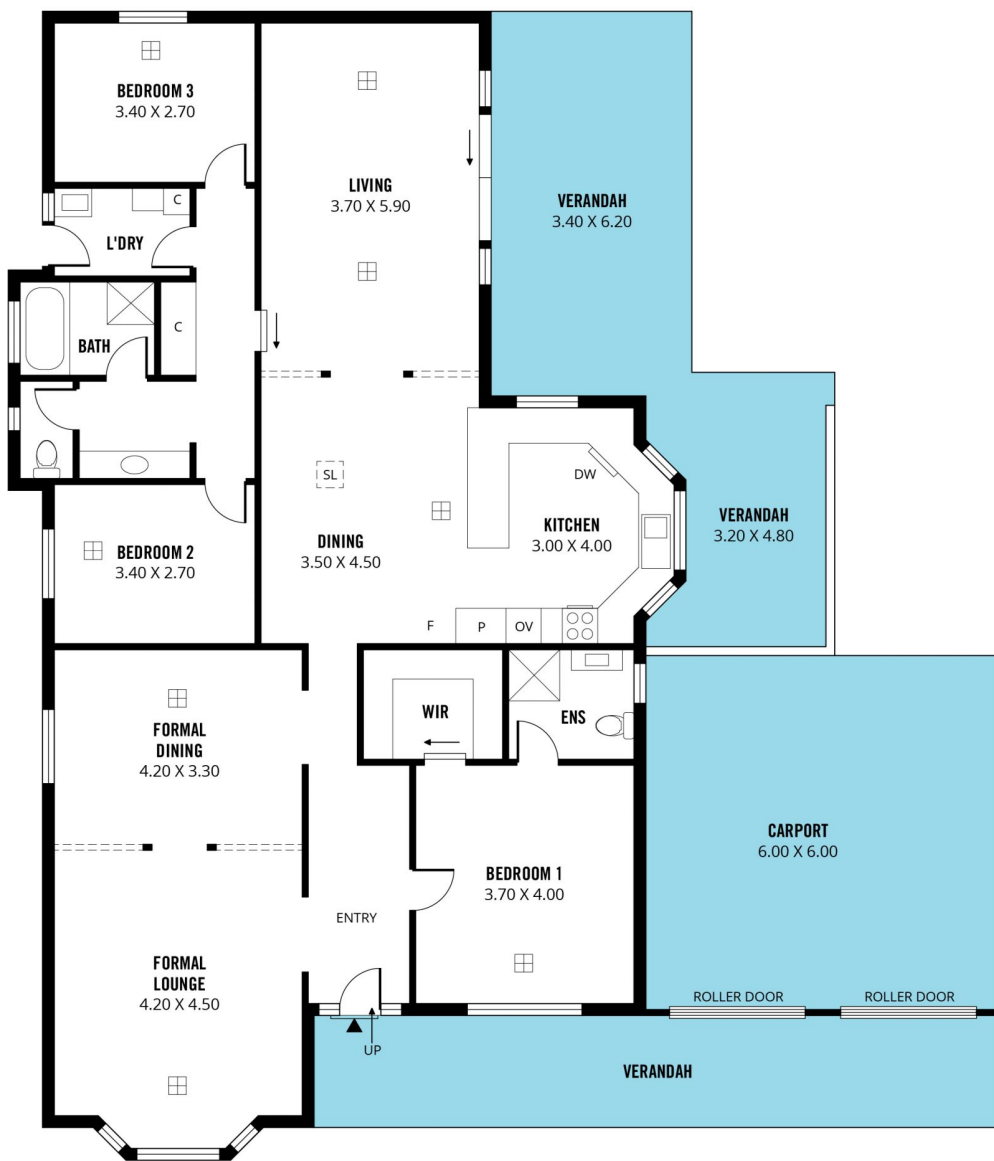 BEDROOM 3
3.40 X 2.70
C
L'DRY
BATH
C
LIVING
3.70 X 5.90
VERANDAH
3.40 X 6.20
SL
DW
BEDROOM 2
3.40 X 2.70
DINING
3.50 X 4.50
KITCHEN
3.00 X 4.00
VERANDAH
3.20 X 4.80
F
P
OV
WIR
ENS
FORMAL
DINING
4.20 X 3.30
CARPORT
6.00 X 6.00
BEDROOM 1
3.70 X 4.00
ENTRY
FORMAL
LOUNGE
4.20 X 4.50
ROLLER DOOR
ROLLER DOOR
UP
VERANDAH